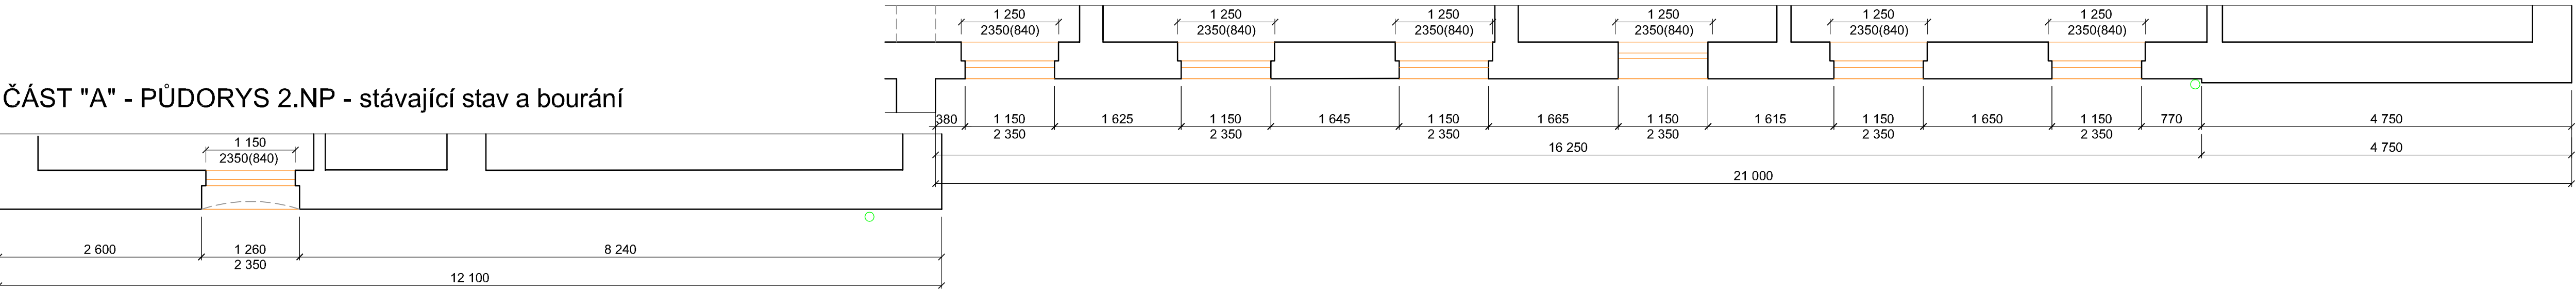 1 250 1 250 1 250 1 250 1 250 1 250
2350(840) 2350(840) 2350(840) 2350(840) 2350(840) 2350(840)
ČÁST "A" - PŮDORYS 2.NP - stávající stav a bourání
380 1 150 1 625 1 150 1 645 1 150 1 665 1 150 1 615 1 150 1 650 1 150 770 4 750
2 350 2 350 2 350 2 350 2 350 2 350
16 250 4 750
21 000
1 150
2350(840)
2 600 1 260 8 240
2 350
12 100